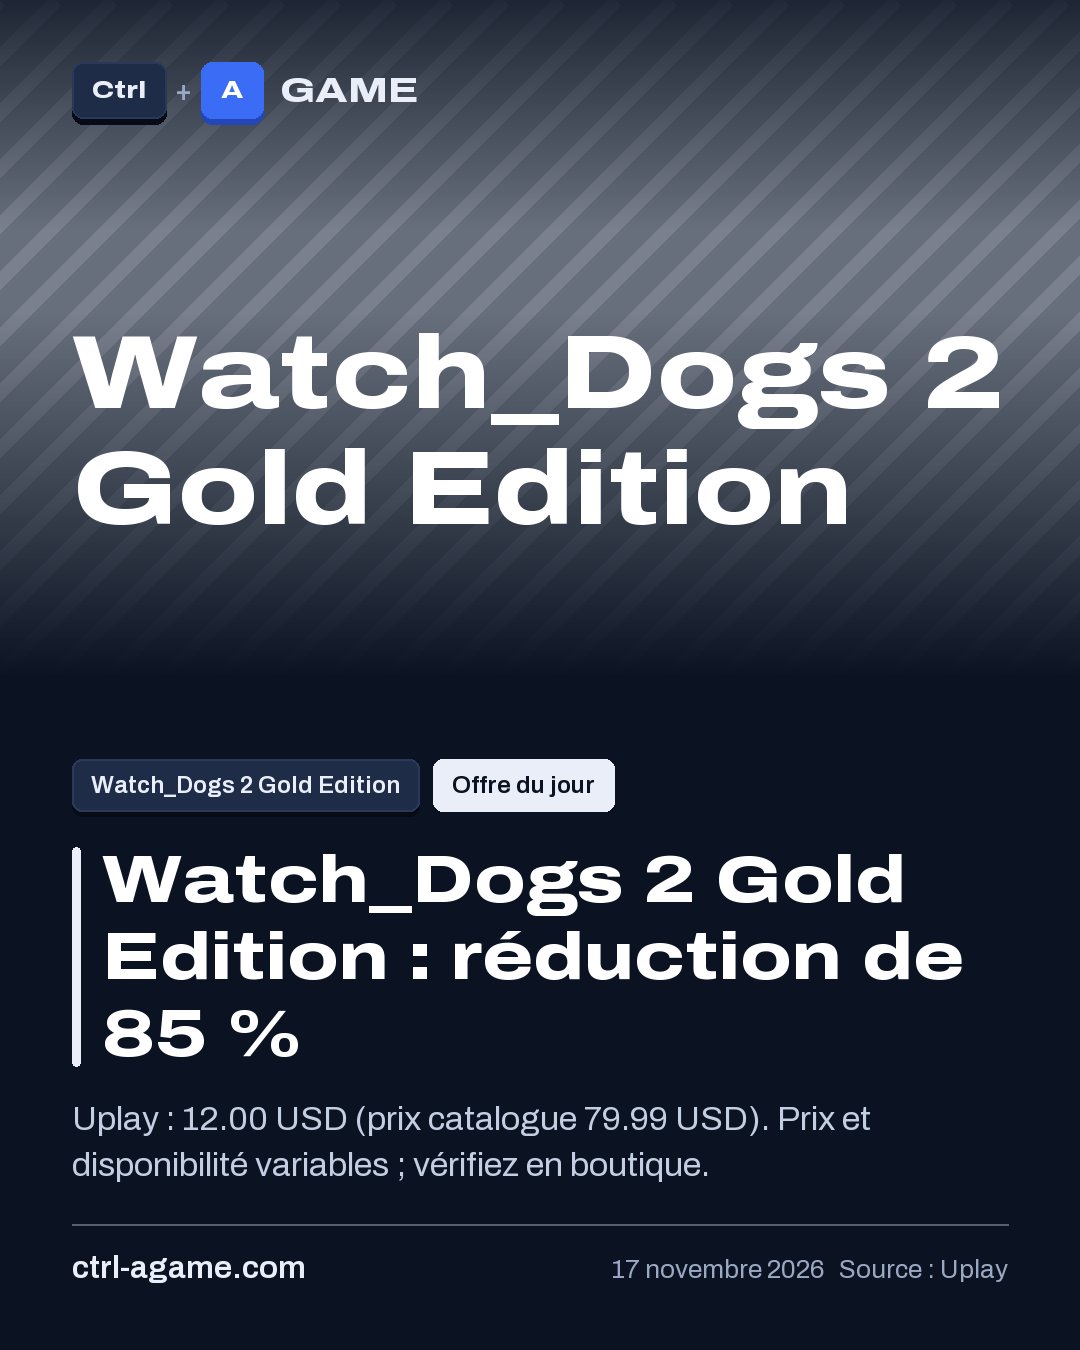 Ctrl + A GAME
Watch_Dogs 2
Gold Edition
Watch_Dogs 2 Gold Edition
Offre du jour
Watch_Dogs 2 Gold
Edition : réduction de
85 %
Uplay : 12.00 USD (prix catalogue 79.99 USD). Prix et
disponibilité variables ; vérifiez en boutique.
ctrl-agame.com
17 novembre 2026 Source : Uplay